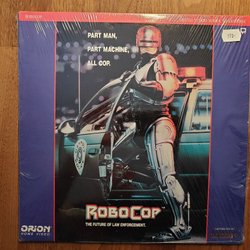 PART MAN,
PART MACHINE,
ALL COP.
ROBOCOP
THE FUTURE OF LAW ENFORCEMENT.
ORION
HOME VIDEO